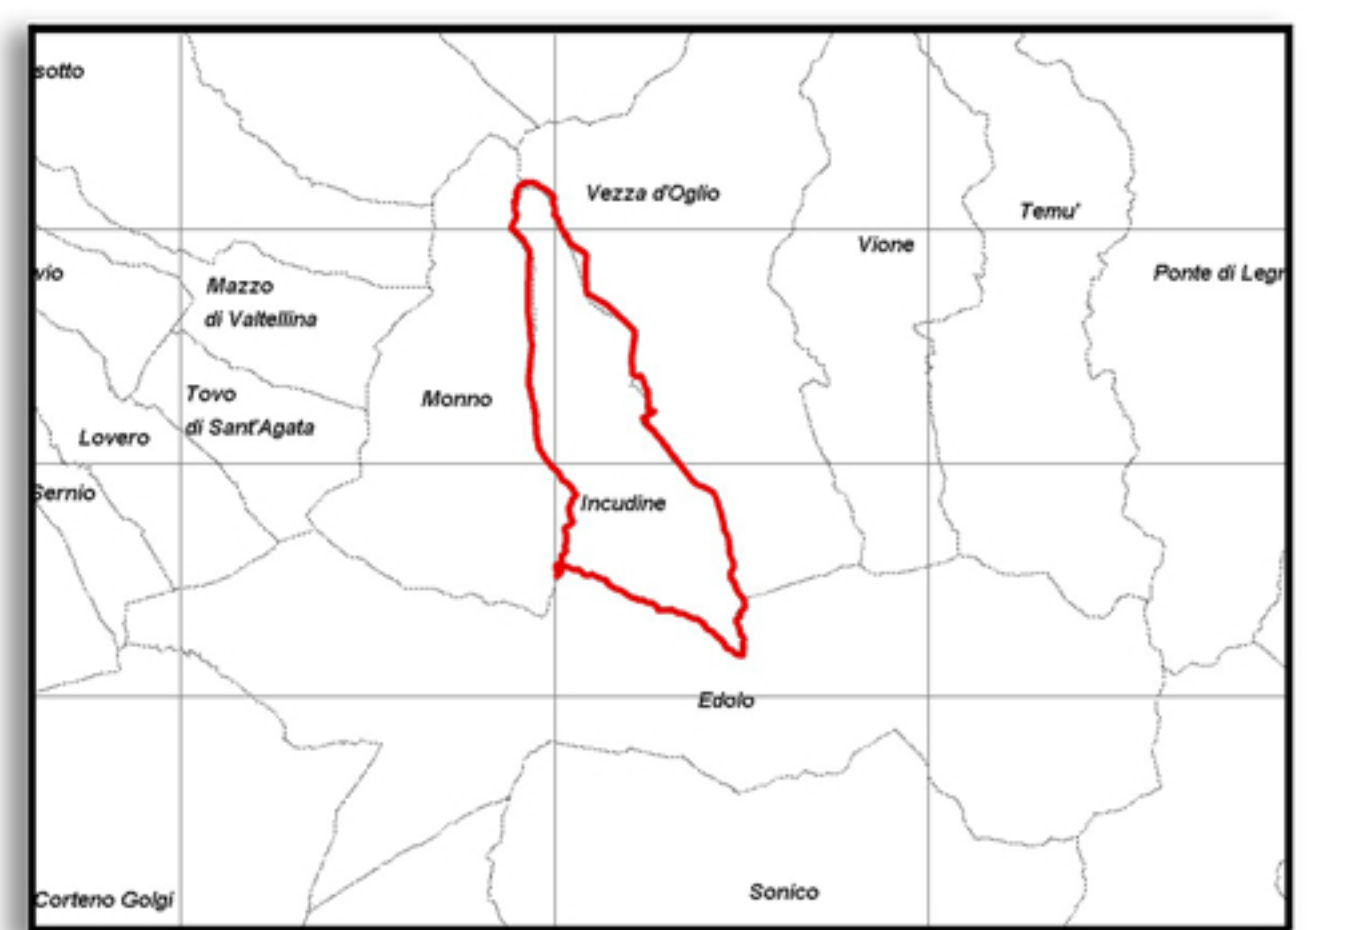 sotto
Vezza d'Oglio
Temu'
Vione
vio
Ponte di Legr
Mazzo
di Valtellina
Tovo
di Sant'Agata
Monno
Lovero
Sernio
Incudine
Edolo
Sonico
Corteno Golgi